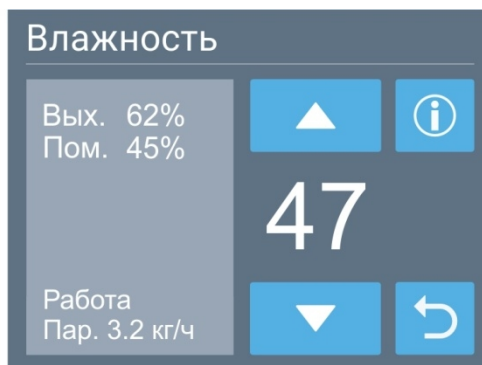 Влажность
Вых. 62%
Пом. 45%
47
Работа
Пар. 3.2 кг/ч